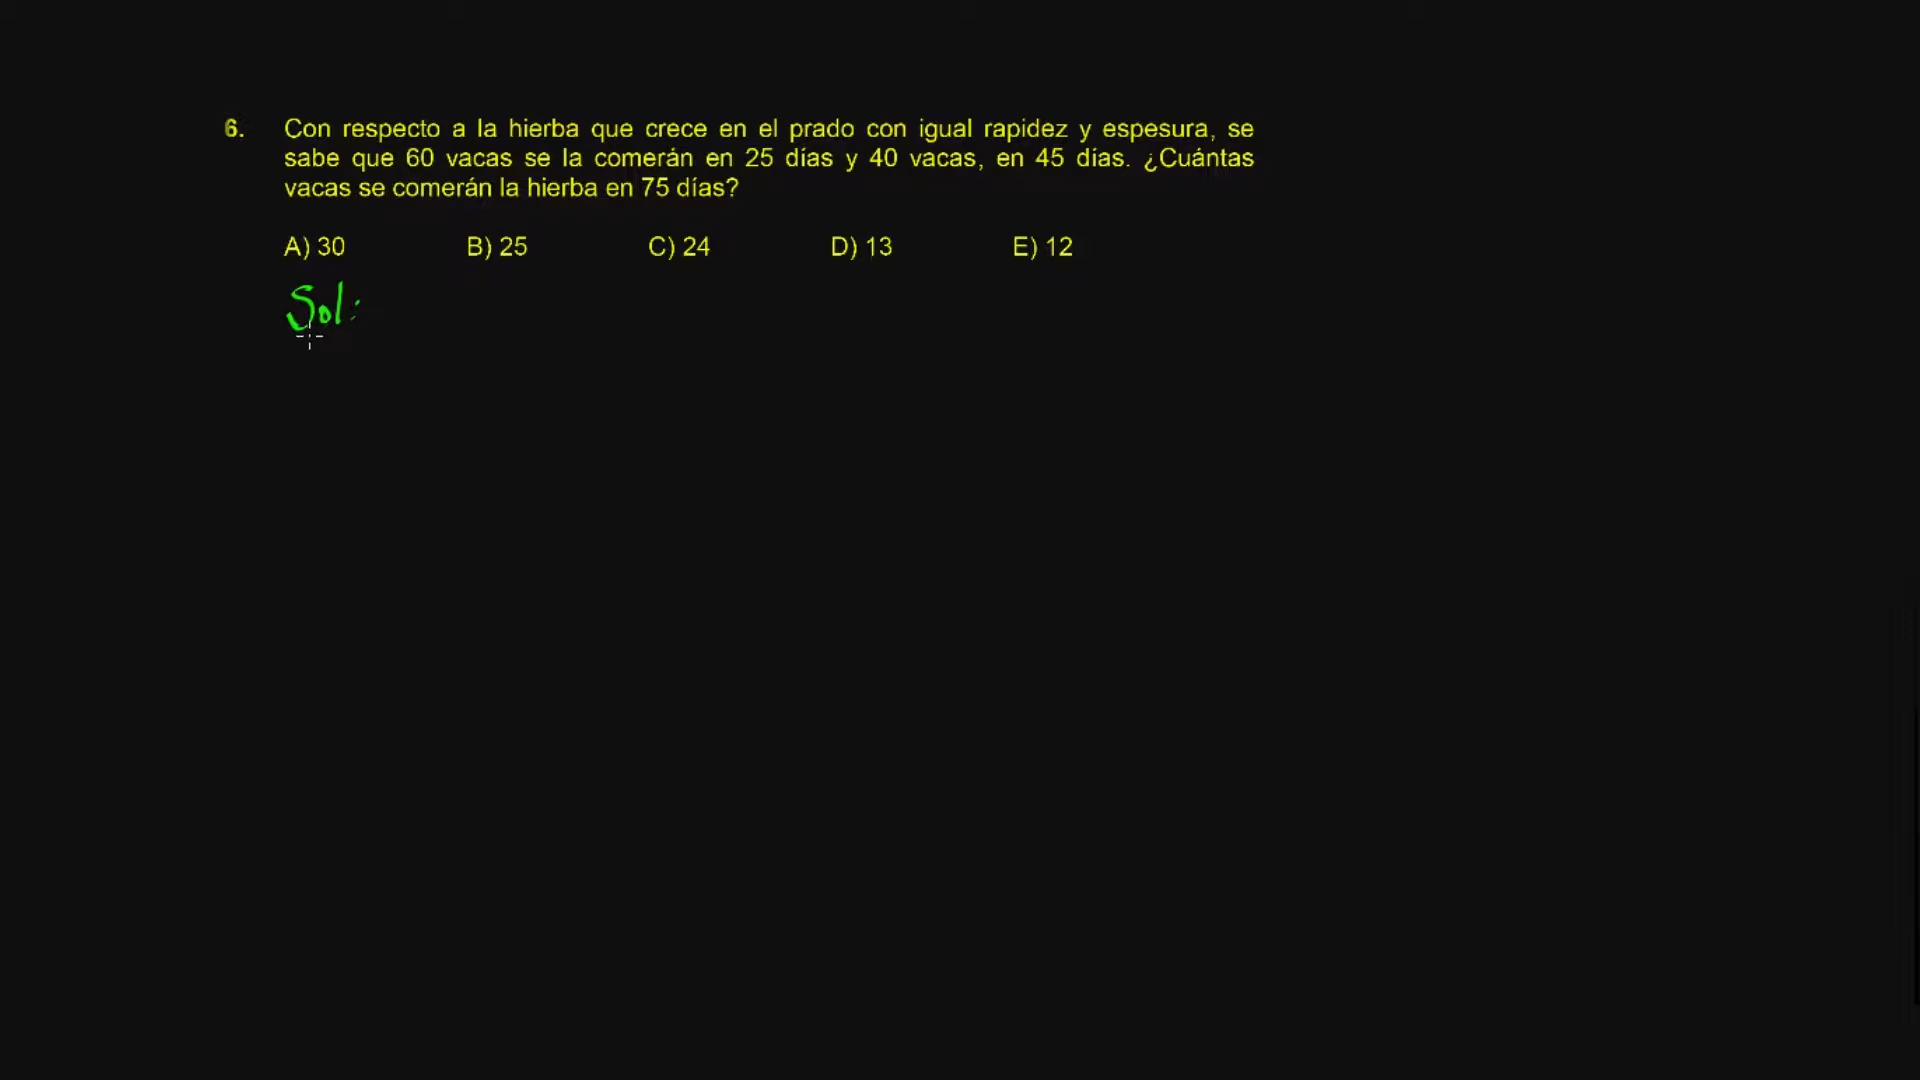 6. Con respecto a la hierba que crece en el prado con igual rapidez y espesura, se
sabe que 60 vacas se la comerán en 25 días y 40 vacas, en 45 días. ¿Cuántas
vacas se comerán la hierba en 75 días?
A) 30 B) 25 C) 24 D) 13 E) 12
Sol: